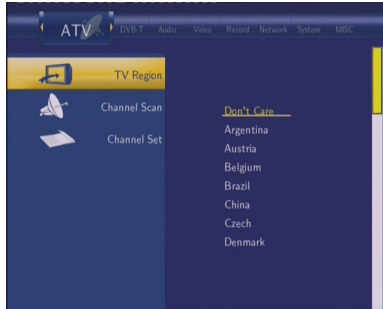 ATV DVB-T Audio Video Record Network System MISC
TV Region
Channel Scan
Channel Set
Don't Care
Argentina
Austria
Belgium
Brazil
China
Czech
Denmark